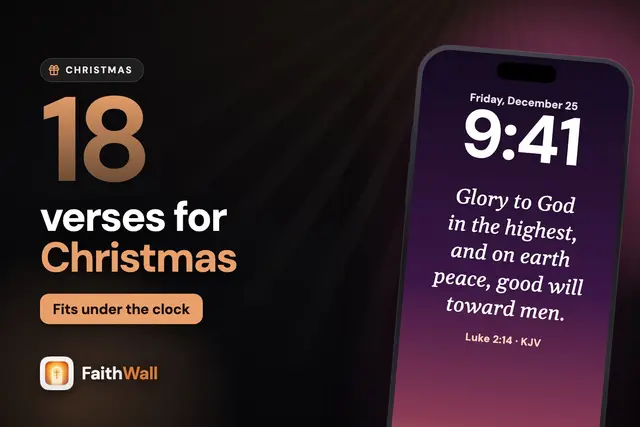 CHRISTMAS
18
verses for
Christmas
Fits under the clock
FaithWall
Friday, December 25
9:41
Glory to God
in the highest,
and on earth
peace, good will
toward men.
Luke 2:14 · KJV